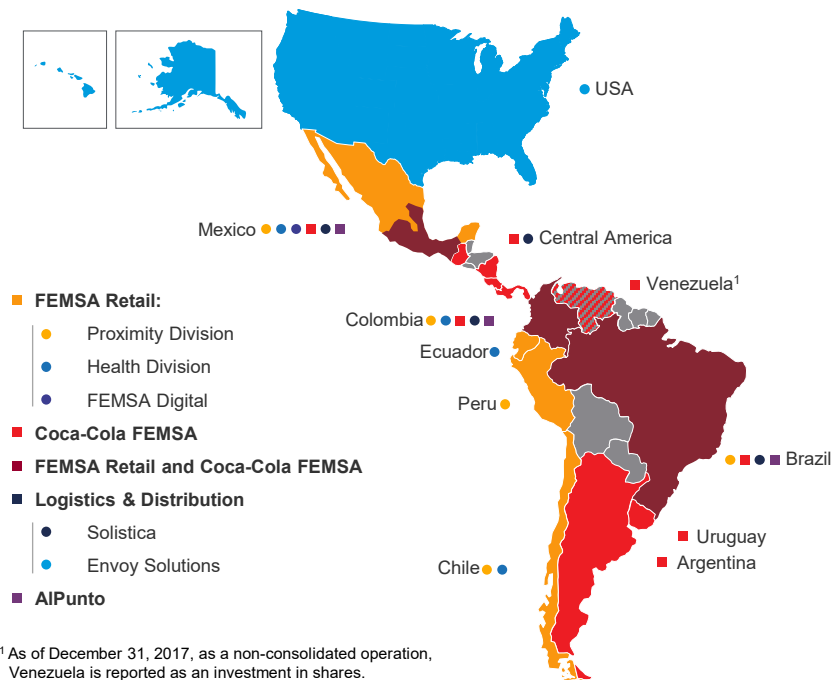 USA
Mexico
Central America
Venezuela¹
FEMSA Retail:
Colombia
Proximity Division
Ecuador
Health Division
FEMSA Digital
Peru
Coca-Cola FEMSA
FEMSA Retail and Coca-Cola FEMSA
Brazil
Logistics & Distribution
Solistica
Uruguay
Envoy Solutions
Argentina
Chile
AlPunto
¹ As of December 31, 2017, as a non-consolidated operation,
Venezuela is reported as an investment in shares.